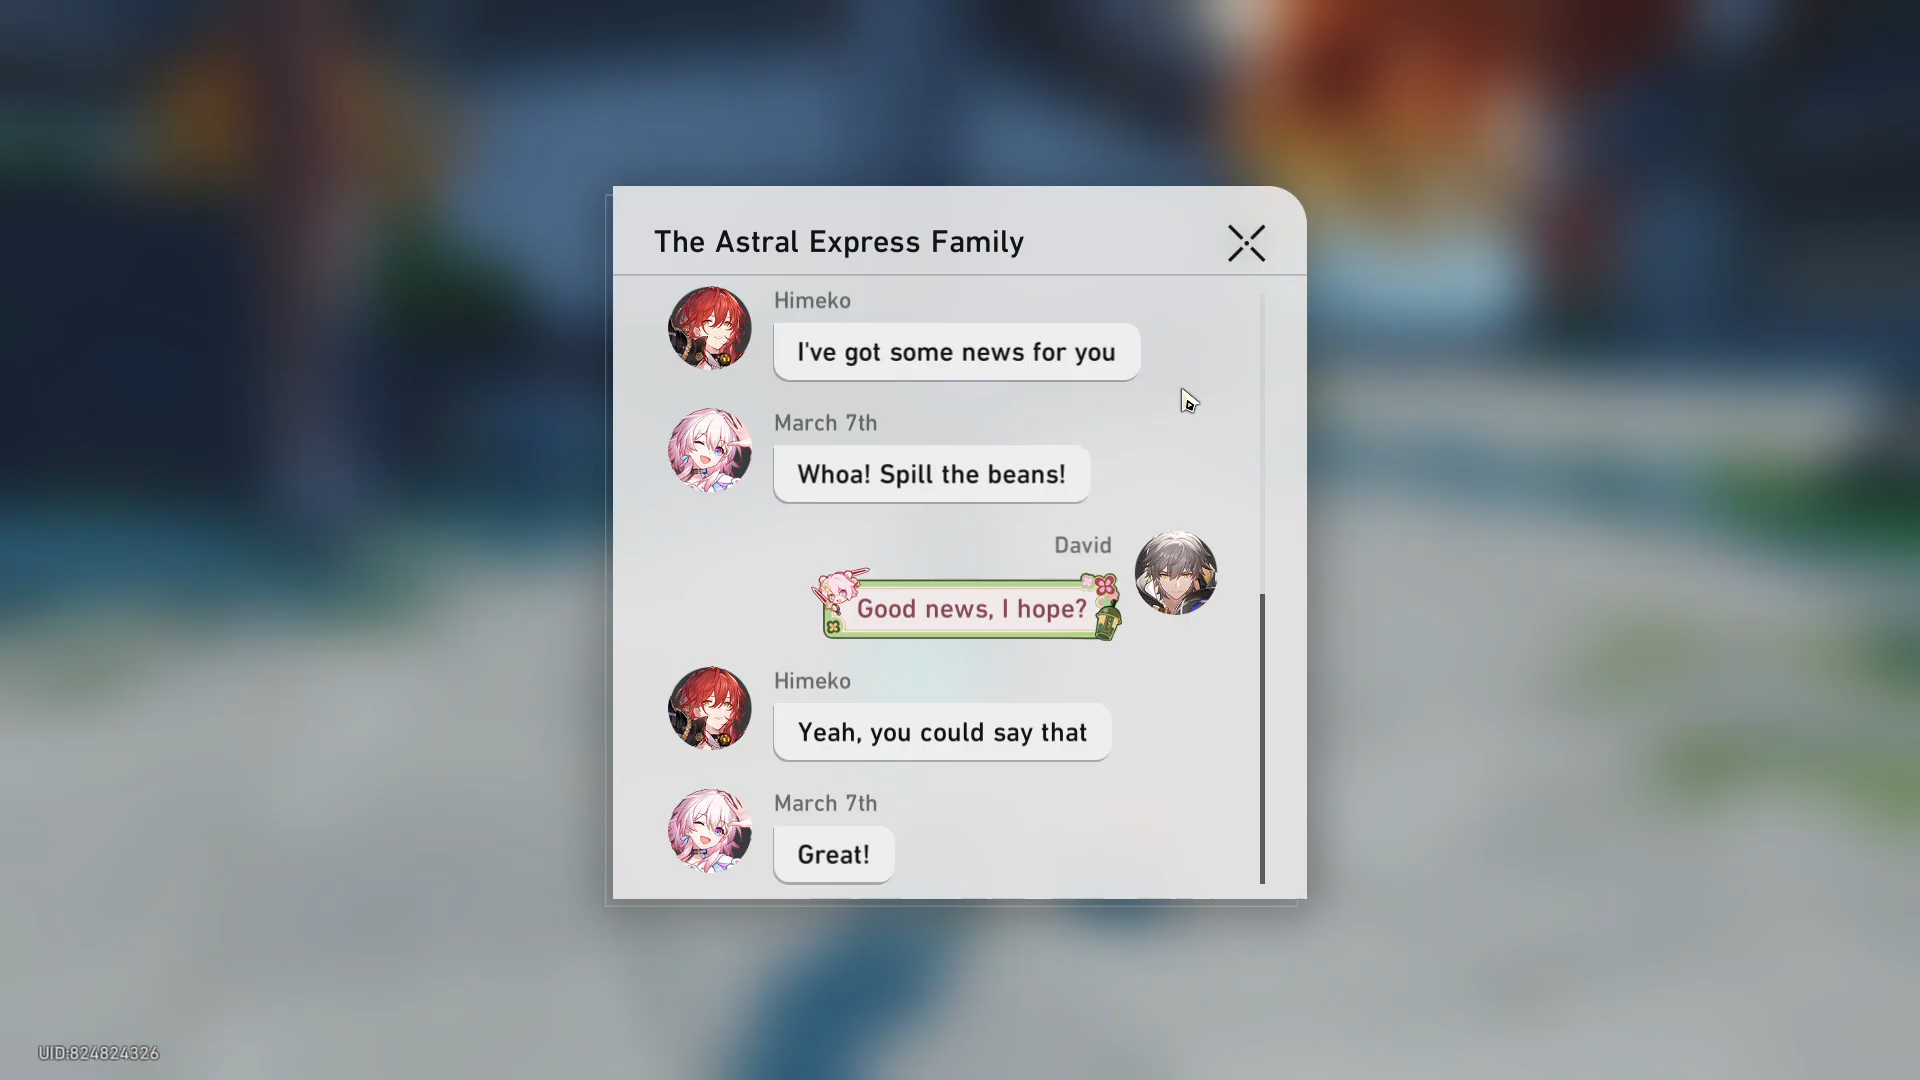 The Astral Express Family
Himeko
I've got some news for you
March 7th
Whoa! Spill the beans!
David
Good news, I hope?
Himeko
Yeah, you could say that
March 7th
Great!
UID:824824326